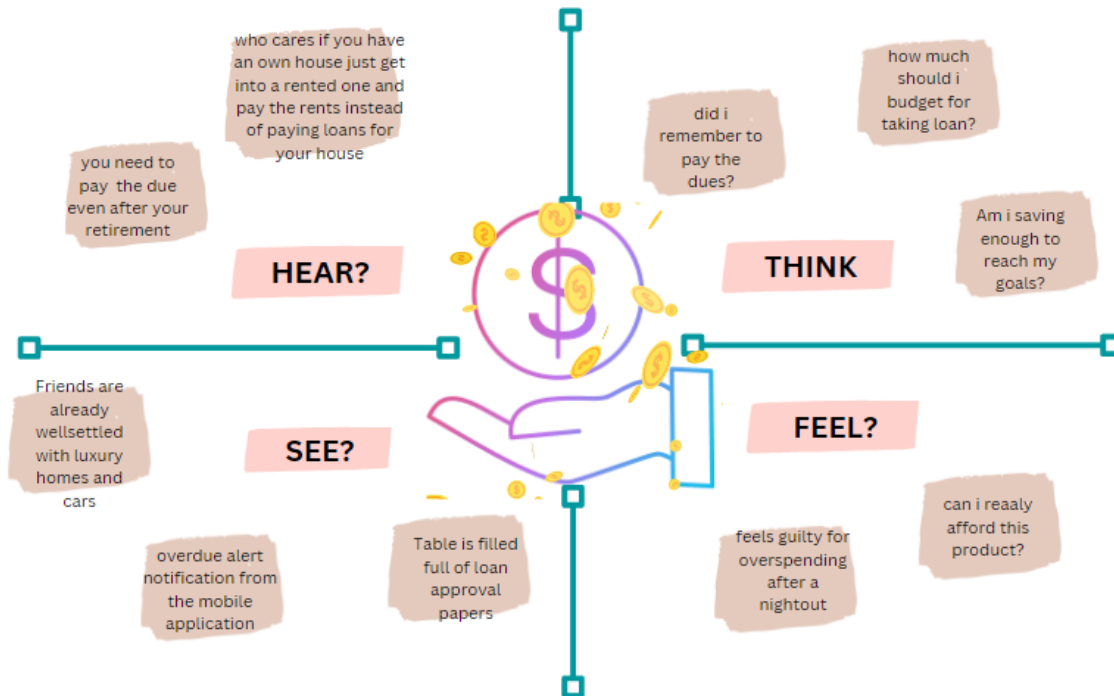 who cares if you have
an own house just get
into a rented one and
pay the rents instead
of paying loans for
your house
you need to
pay the due
even after your
retirement
HEAR?
how much
should i
budget for
taking loan?
did i
remember to
pay the
dues?
Am i saving
enough to
reach my
goals?
THINK
Friends are
already
wellsettled
with luxury
homes and
cars
SEE?
overdue alert
notification from
the mobile
application
Table is filled
full of loan
approval
papers
FEEL?
feels guilty for
overspending
after a
nightout
can i reaaly
afford this
product?